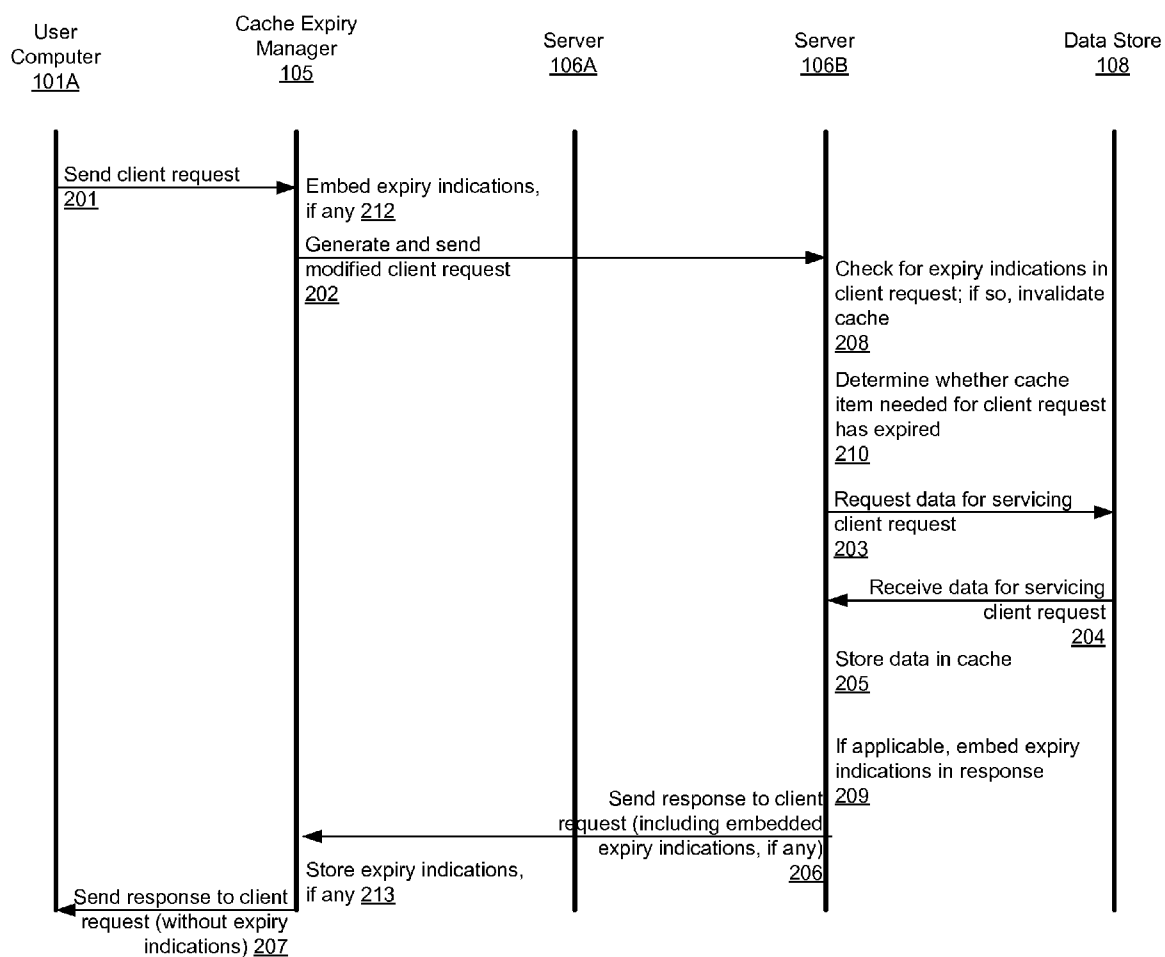 User
Computer
101A
Cache Expiry
Manager
105
Server
106A
Server
106B
Data Store
108
Send client request
201
Embed expiry indications,
if any 212
Generate and send
modified client request
202
Check for expiry indications in
client request; if so, invalidate
cache
208
Determine whether cache
item needed for client request
has expired
210
Request data for servicing
client request
203
Receive data for servicing
client request
204
Store data in cache
205
If applicable, embed expiry
indications in response
209
Send response to client
request (including embedded
expiry indications, if any)
206
Store expiry indications,
if any 213
Send response to client
request (without expiry
indications) 207